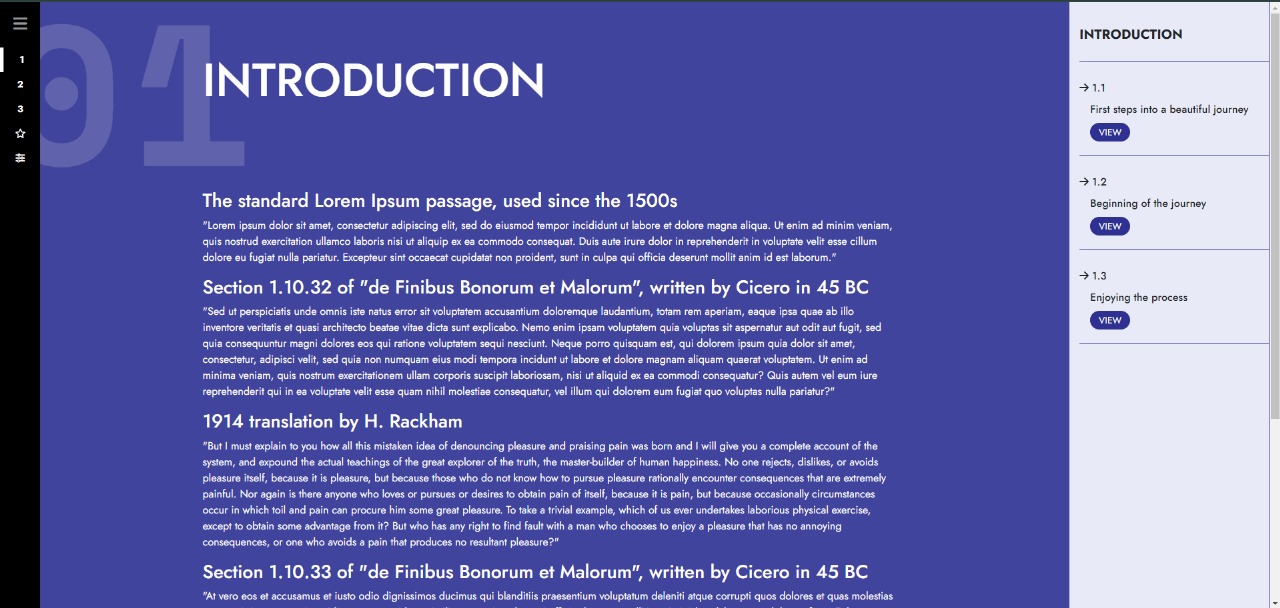 1
2
3
01
INTRODUCTION
The standard Lorem Ipsum passage, used since the 1500s
"Lorem ipsum dolor sit amet, consectetur adipiscing elit, sed do eiusmod tempor incididunt ut labore et dolore magna aliqua. Ut enim ad minim veniam,
quis nostrud exercitation ullamco laboris nisi ut aliquip ex ea commodo consequat. Duis aute irure dolor in reprehenderit in voluptate velit esse cillum
dolore eu fugiat nulla pariatur. Excepteur sint occaecat cupidatat non proident, sunt in culpa qui officia deserunt mollit anim id est laborum."
Section 1.10.32 of "de Finibus Bonorum et Malorum", written by Cicero in 45 BC
"Sed ut perspiciatis unde omnis iste natus error sit voluptatem accusantium doloremque laudantium, totam rem aperiam, eaque ipsa quae ab illo
inventore veritatis et quasi architecto beatae vitae dicta sunt explicabo. Nemo enim ipsam voluptatem quia voluptas sit aspernatur aut odit aut fugit, sed
quia consequuntur magni dolores eos qui ratione voluptatem sequi nesciunt. Neque porro quisquam est, qui dolorem ipsum quia dolor sit amet,
consectetur, adipisci velit, sed quia non numquam eius modi tempora incidunt ut labore et dolore magnam aliquam quaerat voluptatem. Ut enim ad
minima veniam, quis nostrum exercitationem ullam corporis suscipit laboriosam, nisi ut aliquid ex ea commodi consequatur? Quis autem vel eum iure
reprehenderit qui in ea voluptate velit esse quam nihil molestiae consequatur, vel illum qui dolorem eum fugiat quo voluptas nulla pariatur?"
1914 translation by H. Rackham
"But I must explain to you how all this mistaken idea of denouncing pleasure and praising pain was born and I will give you a complete account of the
system, and expound the actual teachings of the great explorer of the truth, the master-builder of human happiness. No one rejects, dislikes, or avoids
pleasure itself, because it is pleasure, but because those who do not know how to pursue pleasure rationally encounter consequences that are extremely
painful. Nor again is there anyone who loves or pursues or desires to obtain pain of itself, because it is pain, but because occasionally circumstances
occur in which toil and pain can procure him some great pleasure. To take a trivial example, which of us ever undertakes laborious physical exercise,
except to obtain some advantage from it? But who has any right to find fault with a man who chooses to enjoy a pleasure that has no annoying
consequences, or one who avoids a pain that produces no resultant pleasure?"
Section 1.10.33 of "de Finibus Bonorum et Malorum", written by Cicero in 45 BC
"At vero eos et accusamus et iusto odio dignissimos ducimus qui blanditiis praesentium voluptatum deleniti atque corrupti quos dolores et quas molestias
INTRODUCTION
→ 1.1
First steps into a beautiful journey
VIEW
→ 1.2
Beginning of the journey
VIEW
→ 1.3
Enjoying the process
VIEW